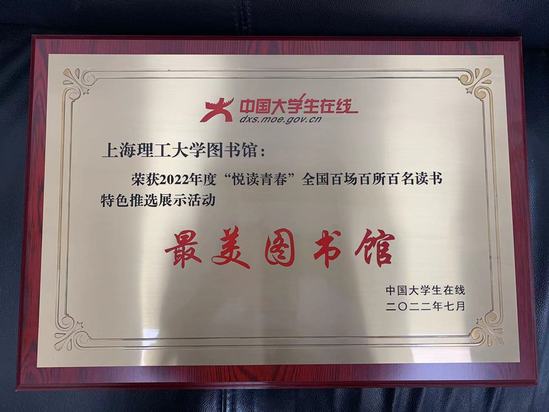 中国大学生在线
dxs.moe.gov.cn
上海理工大学图书馆：
荣获2022年度“悦读青春”全国百场百所百名读书
特色推选展示活动
最美图书馆
中国大学生在线
二〇二二年七月